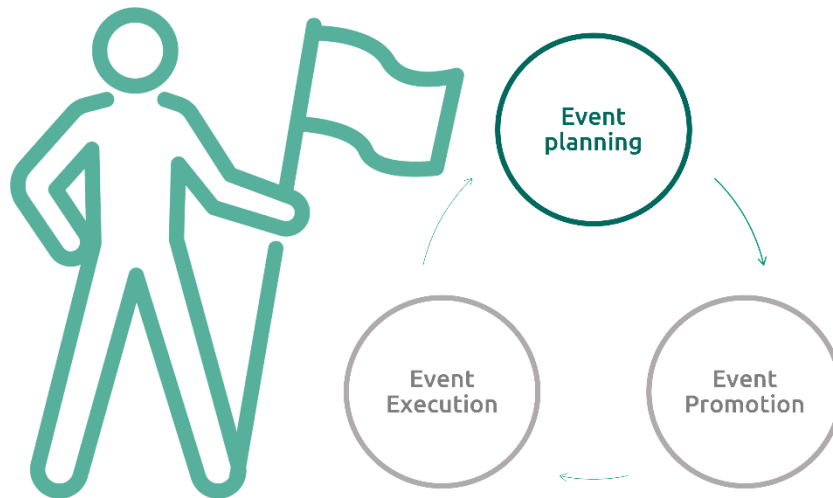 Event
planning
Event
Execution
Event
Promotion